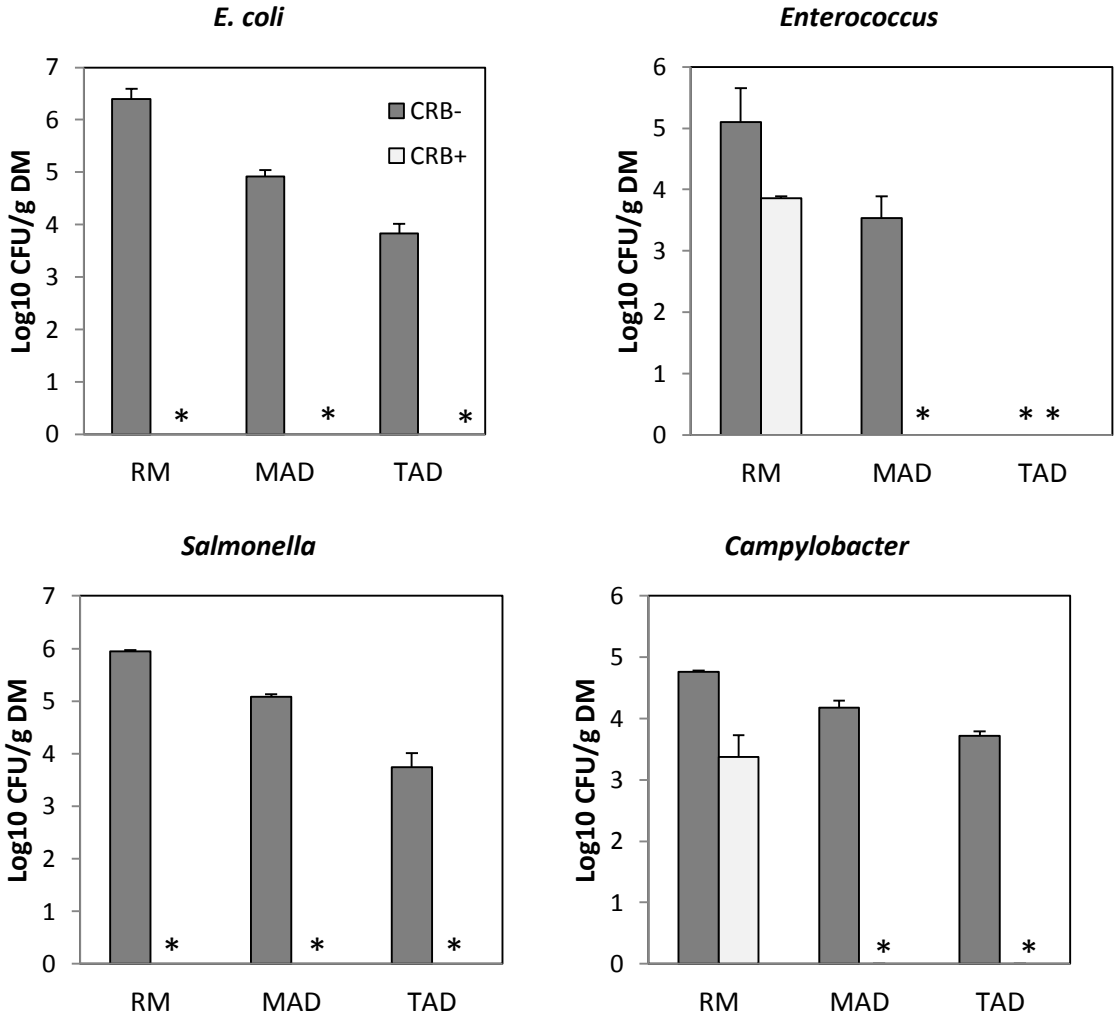 E. coli
Log10 CFU/g DM
7
6
5
4
3
2
1
0
CRB-
CRB+
*
*
*
RM MAD TAD
Enterococcus
Log10 CFU/g DM
6
5
4
3
2
1
0
*
* *
RM MAD TAD
Salmonella
Log10 CFU/g DM
7
6
5
4
3
2
1
0
*
*
*
RM MAD TAD
Campylobacter
Log10 CFU/g DM
6
5
4
3
2
1
0
*
*
RM MAD TAD